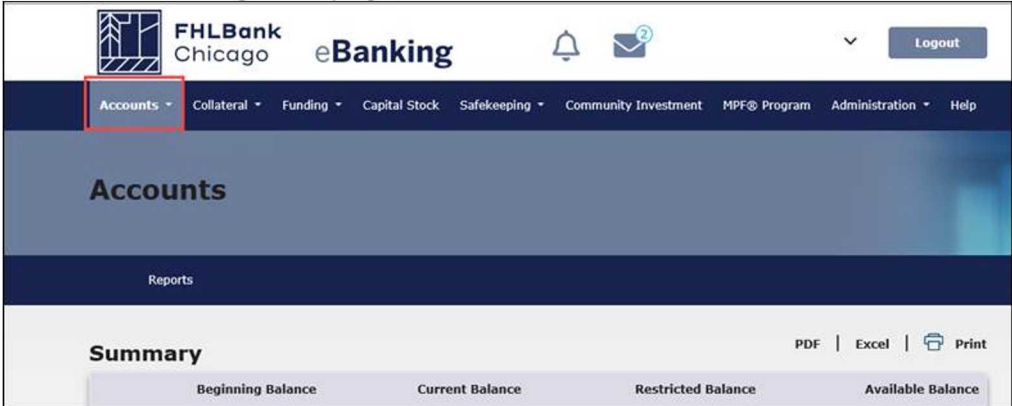 FHLBank
Chicago
eBanking
2
Logout
Accounts Collateral Funding Capital Stock Safekeeping Community Investment MPF® Program Administration Help
Accounts
Reports
Summary
PDF | Excel | Print
Beginning Balance Current Balance Restricted Balance Available Balance